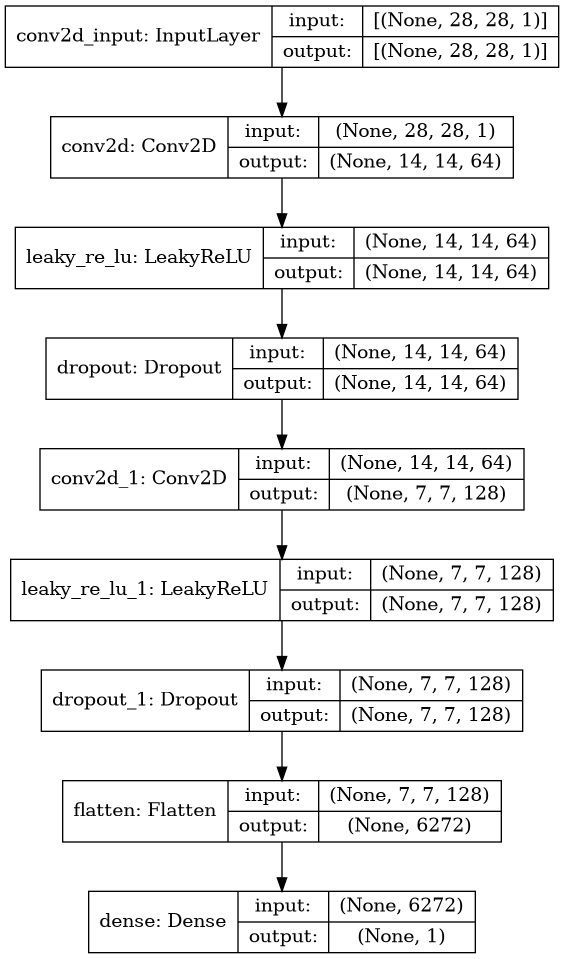 conv2d_input: InputLayer
input: [(None, 28, 28, 1)]
output: [(None, 28, 28, 1)]
conv2d: Conv2D
input: (None, 28, 28, 1)
output: (None, 14, 14, 64)
leaky_re_lu: LeakyReLU
input: (None, 14, 14, 64)
output: (None, 14, 14, 64)
dropout: Dropout
input: (None, 14, 14, 64)
output: (None, 14, 14, 64)
conv2d_1: Conv2D
input: (None, 14, 14, 64)
output: (None, 7, 7, 128)
leaky_re_lu_1: LeakyReLU
input: (None, 7, 7, 128)
output: (None, 7, 7, 128)
dropout_1: Dropout
input: (None, 7, 7, 128)
output: (None, 7, 7, 128)
flatten: Flatten
input: (None, 7, 7, 128)
output: (None, 6272)
dense: Dense
input: (None, 6272)
output: (None, 1)